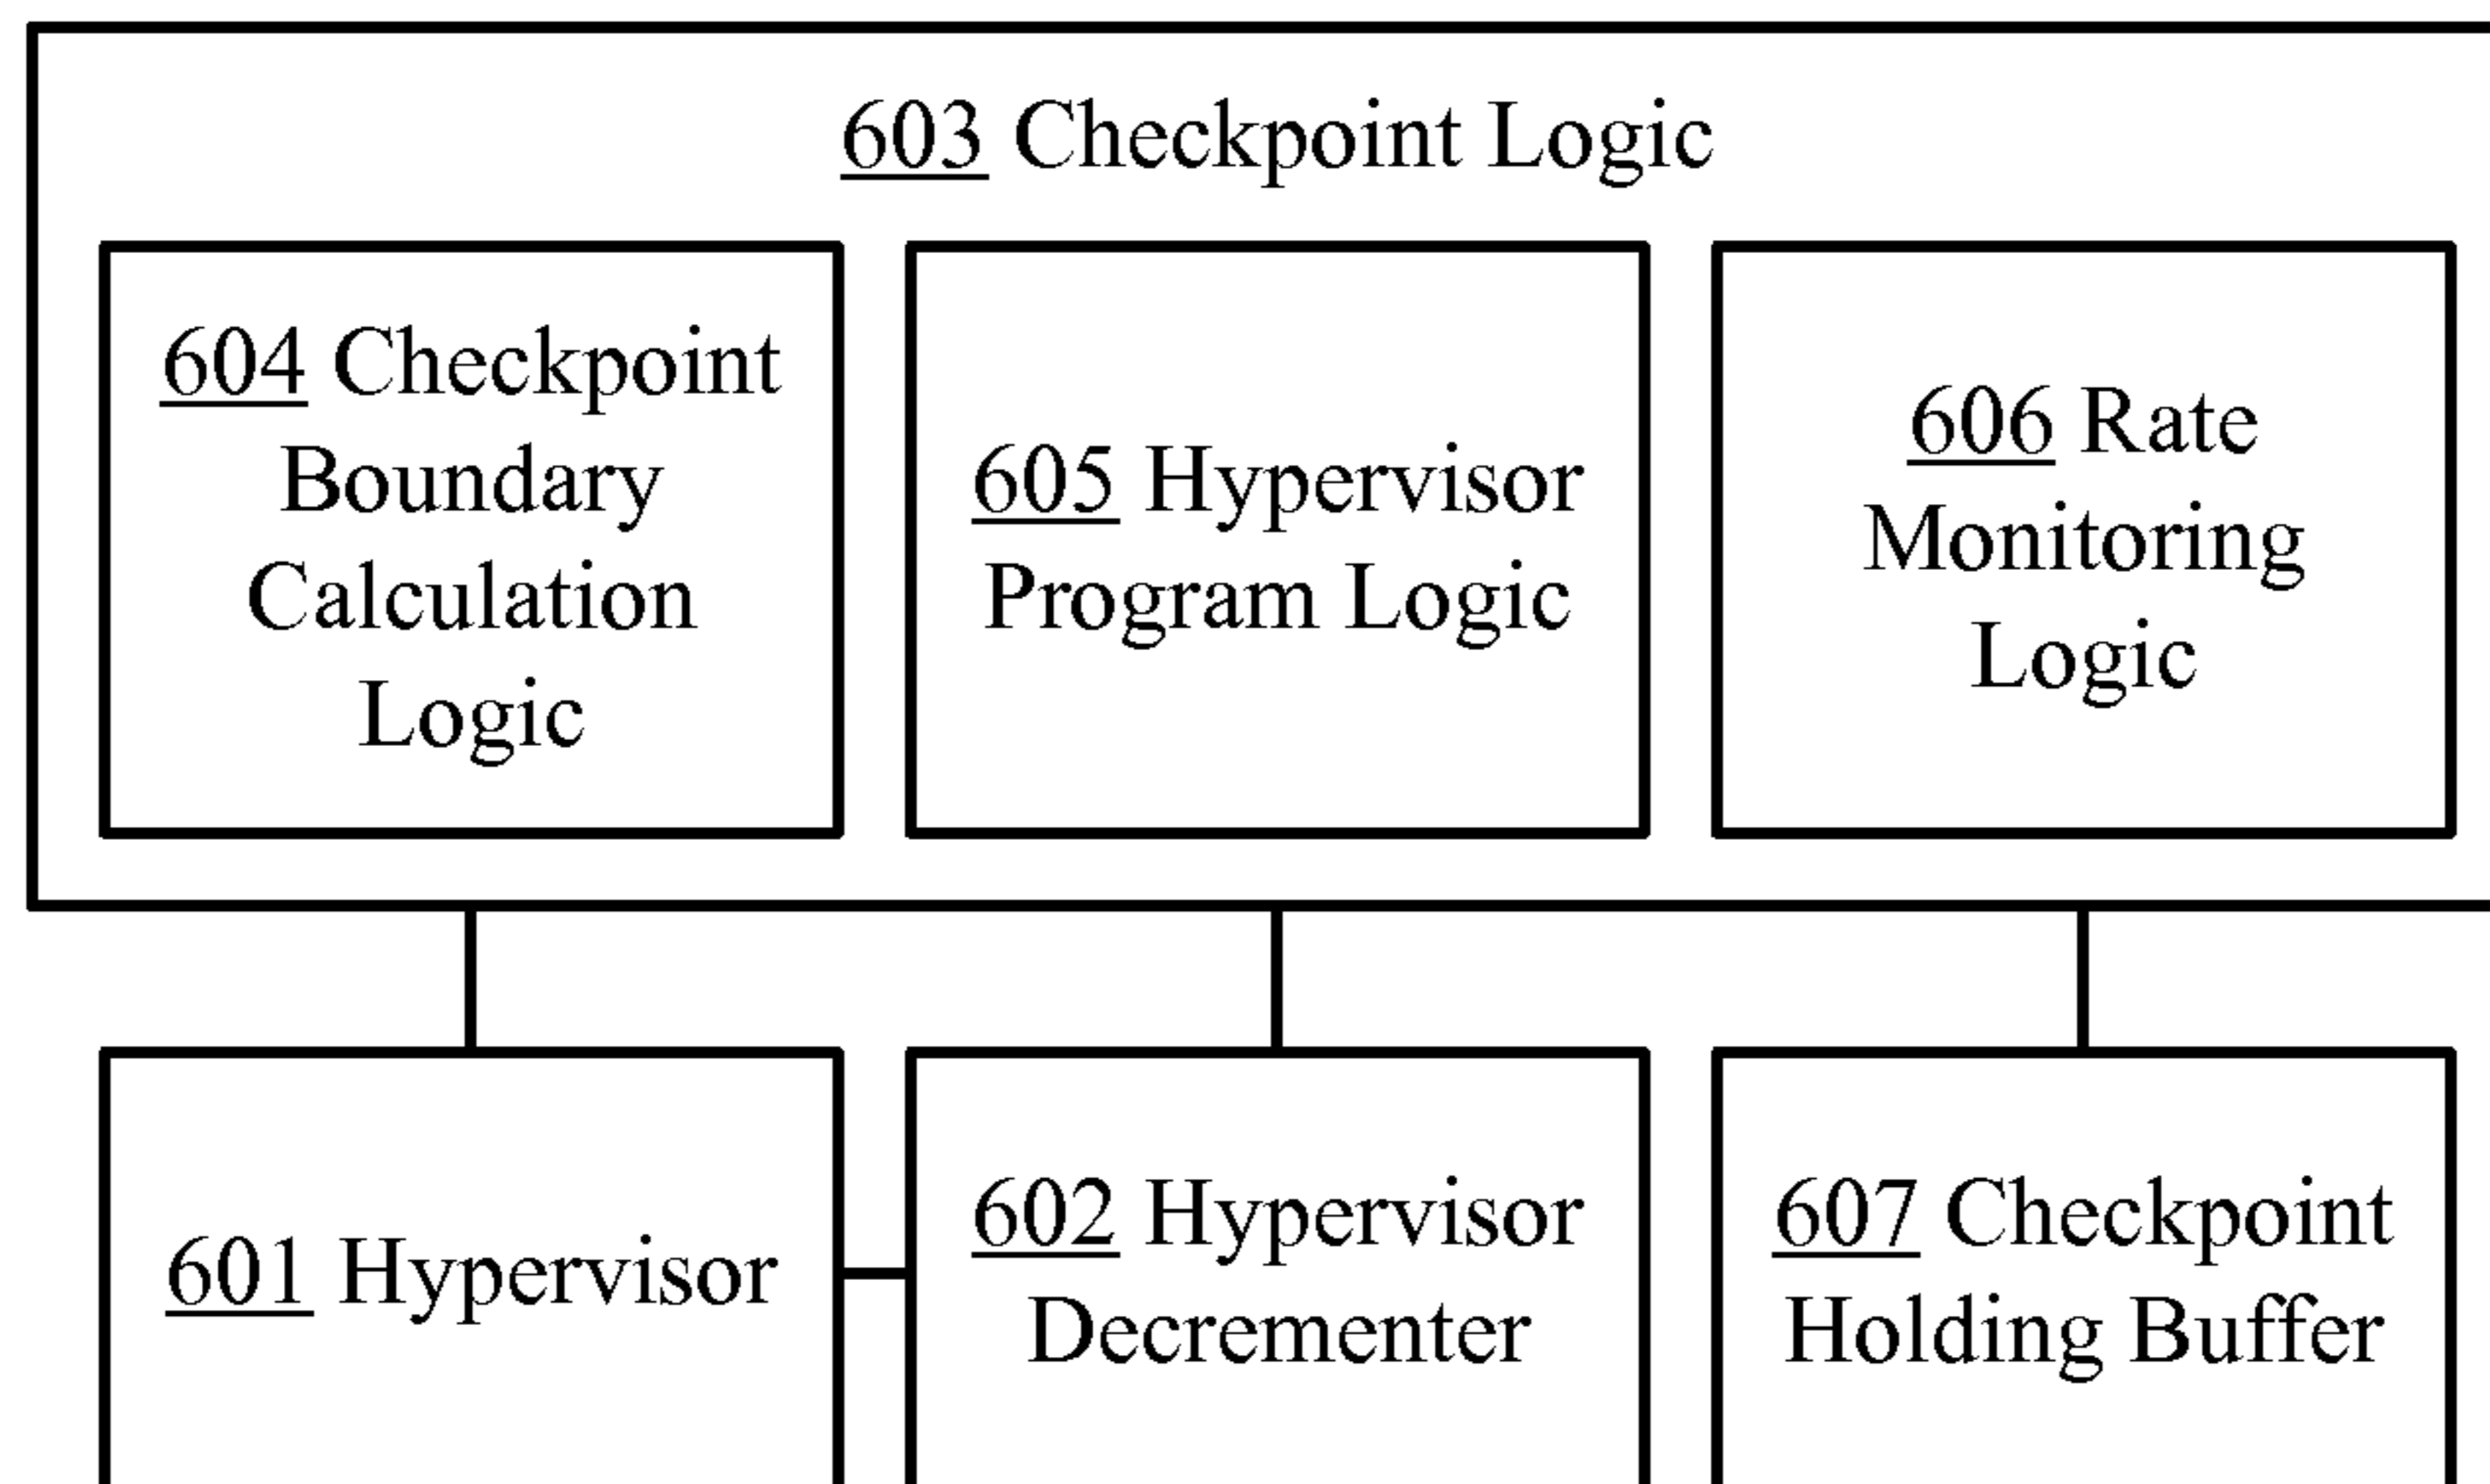 603 Checkpoint Logic
604 Checkpoint
Boundary
Calculation
Logic
605 Hypervisor
Program Logic
606 Rate
Monitoring
Logic
601 Hypervisor
602 Hypervisor
Decrementer
607 Checkpoint
Holding Buffer